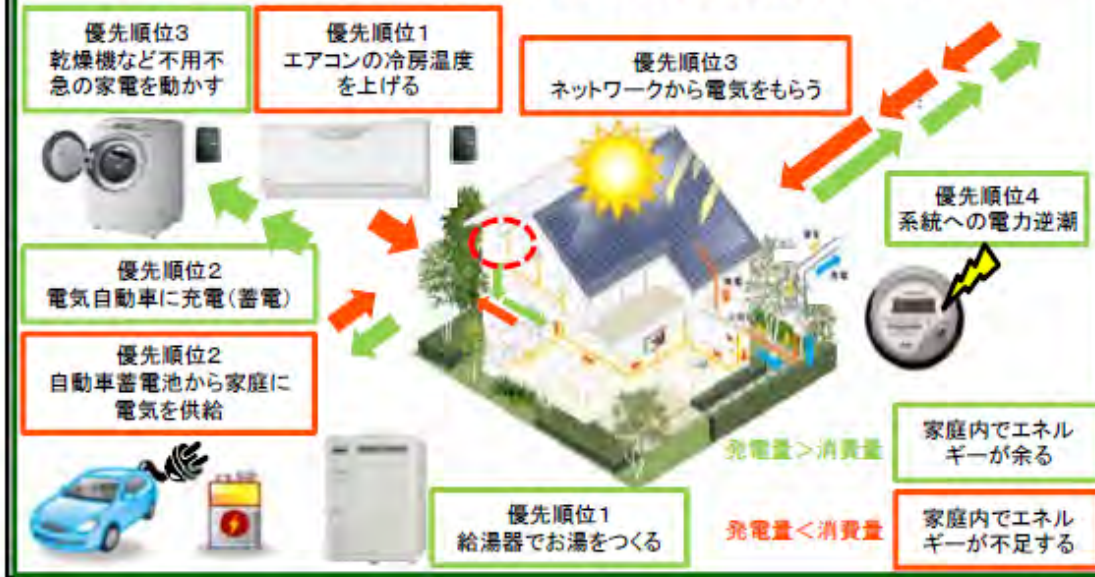 優先順位3
乾燥機など不用不
急の家電を動かす
優先順位1
エアコンの冷房温度
を上げる
優先順位3
ネットワークから電気をもらう
優先順位4
系統への電力逆潮
優先順位2
電気自動車に充電(蓄電)
優先順位2
自動車蓄電池から家庭に
電気を供給
優先順位1
給湯器でお湯をつくる
発電量>消費量
家庭内でエネル
ギーが余る
発電量<消費量
家庭内でエネル
ギーが不足する